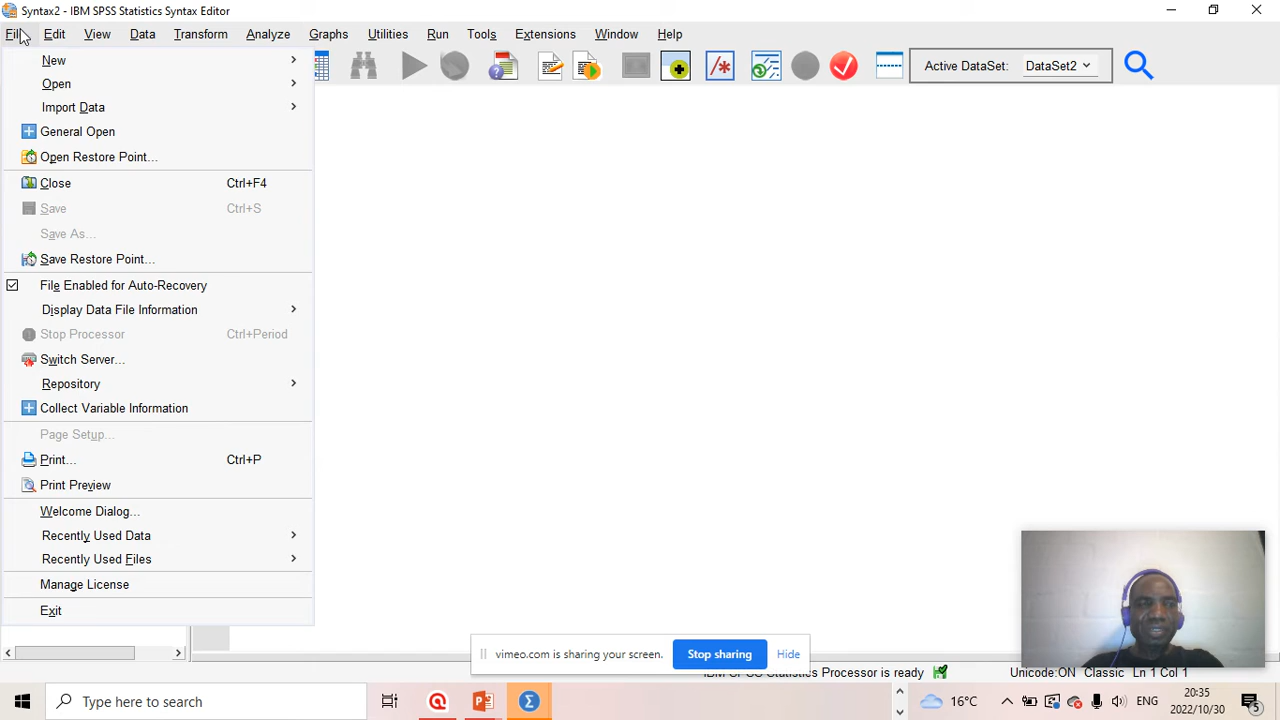 Syntax2 - IBM SPSS Statistics Syntax Editor
File Edit View Data Transform Analyze Graphs Utilities Run Tools Extensions Window Help
Active DataSet: DataSet2
New
Open
Import Data
General Open
Open Restore Point...
Close Ctrl+F4
Save Ctrl+S
Save As...
Save Restore Point...
File Enabled for Auto-Recovery
Display Data File Information
Stop Processor Ctrl+Period
Switch Server...
Repository
Collect Variable Information
Page Setup...
Print... Ctrl+P
Print Preview
Welcome Dialog...
Recently Used Data
Recently Used Files
Manage License
Exit
vimeo.com is sharing your screen. Stop sharing Hide
IBM SPSS Statistics Processor is ready Unicode:ON Classic Ln 1 Col 1
Type here to search
16°C
ENG
20:35
2022/10/30
5